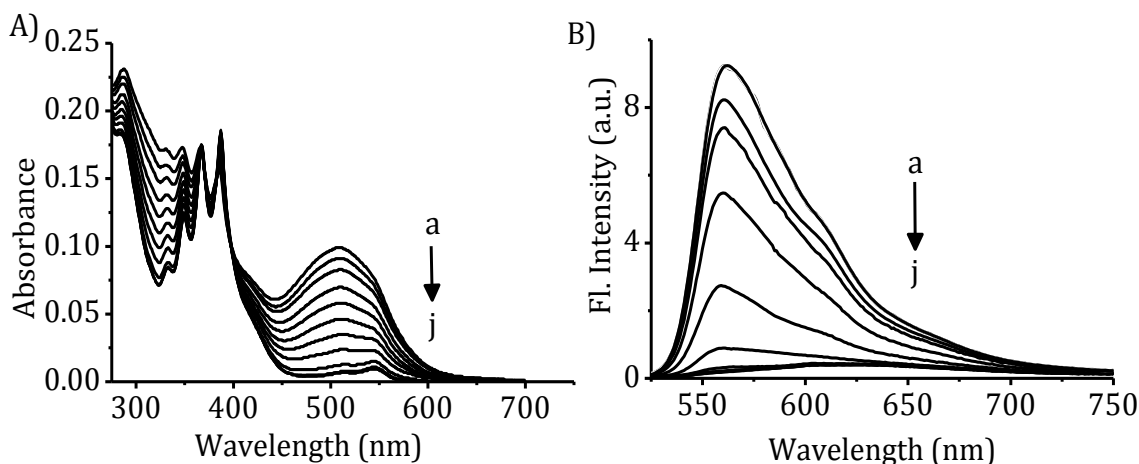 A)
0.25
0.20
0.15
0.10
0.05
0.00
Absorbance
a
j
300
400
500
600
700
Wavelength (nm)
B)
8
4
0
Fl. Intensity (a.u.)
a
j
550
600
650
700
750
Wavelength (nm)